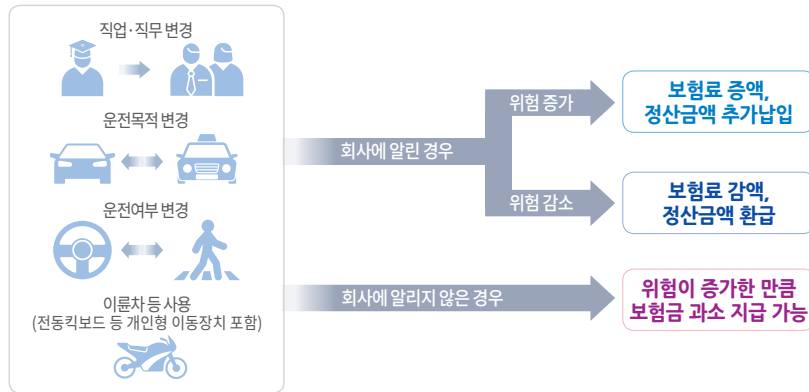 직업·직무 변경
운전목적 변경
운전여부 변경
이륜차 등 사용
(전동킥보드 등 개인형 이동장치 포함)
회사에 알린 경우
위험 증가
보험료 증액,
정산금액 추가납입
위험 감소
보험료 감액,
정산금액 환급
회사에 알리지 않은 경우
위험이 증가한 만큼
보험금 과소 지급 가능